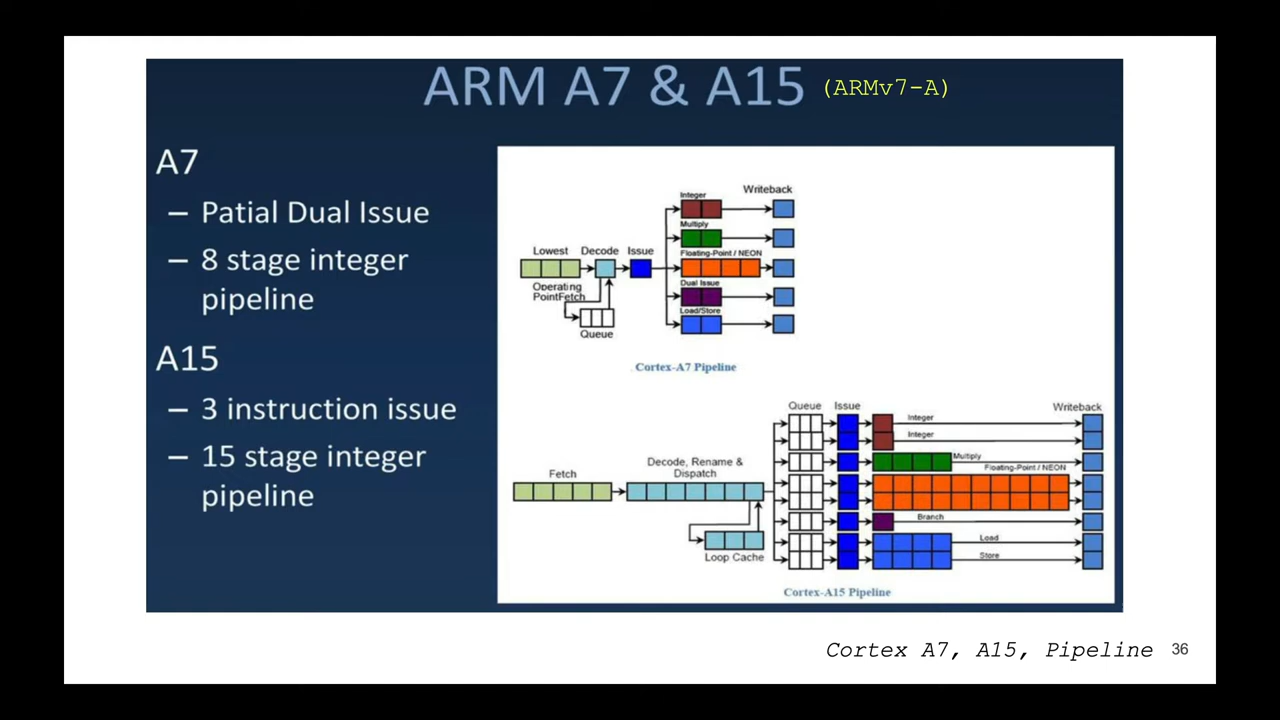 ARM A7 & A15 (ARMv7-A)
A7
– Patial Dual Issue
– 8 stage integer
pipeline
A15
– 3 instruction issue
– 15 stage integer
pipeline
Integer
Writeback
Multiply
Lowest Decode Issue
Floating-Point / NEON
Operating
PointFetch
Dual Issue
Load/Store
Queue
Cortex-A7 Pipeline
Queue Issue
Writeback
Integer
Integer
Multiply
Floating-Point / NEON
Fetch
Decode, Rename &
Dispatch
Branch
Load
Store
Loop Cache
Cortex-A15 Pipeline
Cortex A7, A15, Pipeline 36